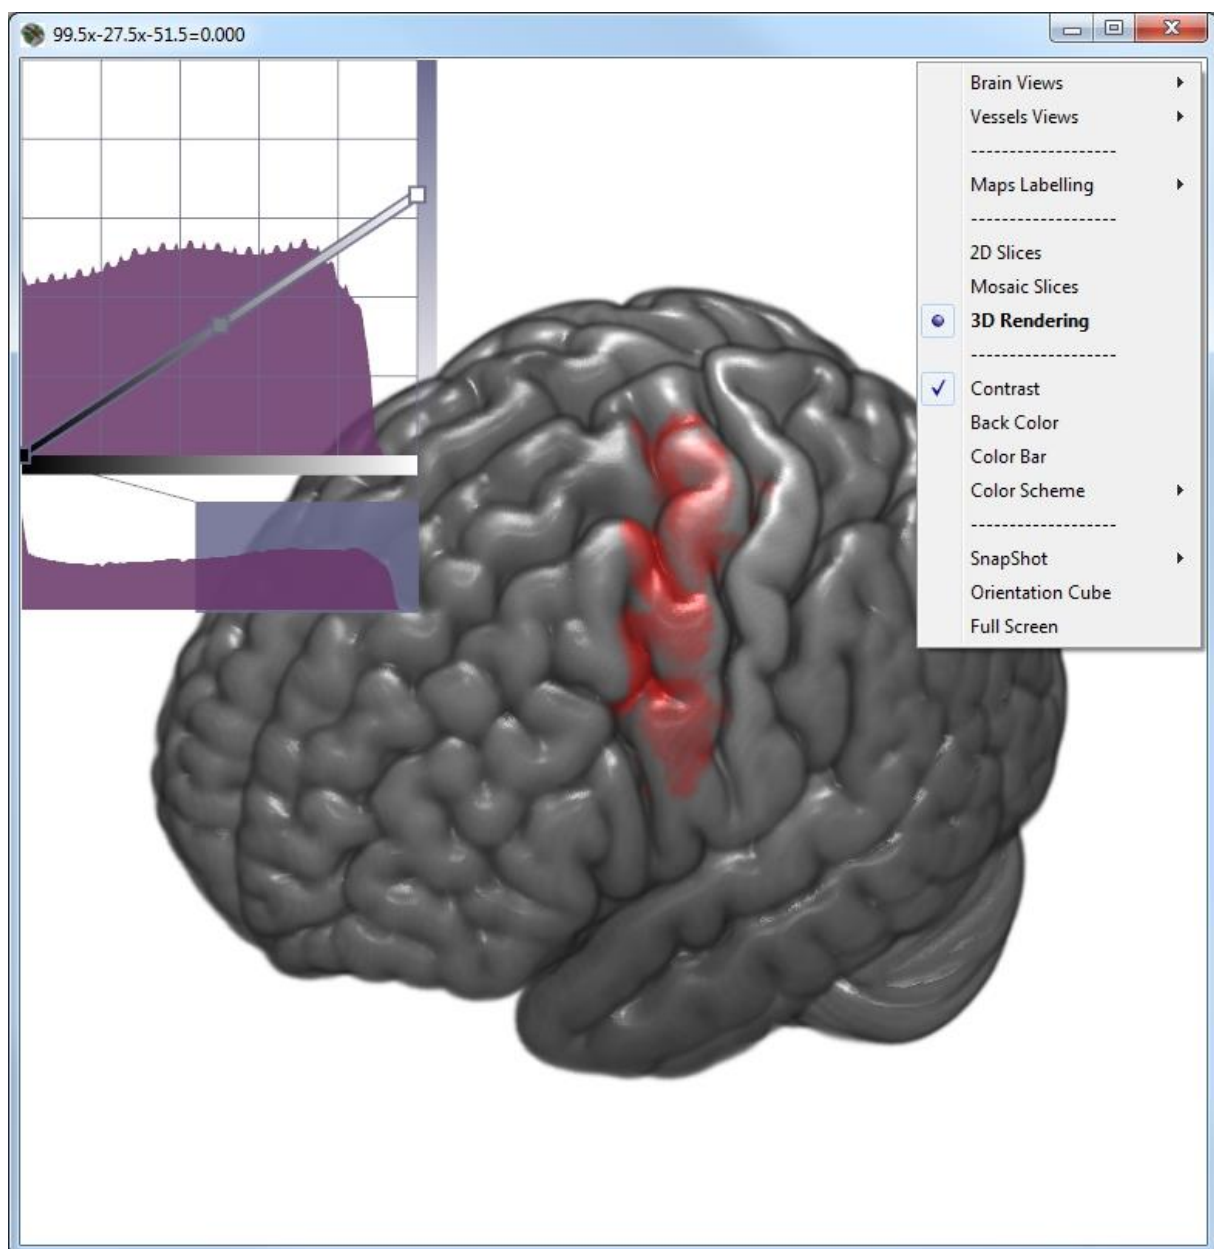 99.5x-27.5x-51.5=0.000
Brain Views
Vessels Views
-------------------
Maps Labelling
-------------------
2D Slices
Mosaic Slices
3D Rendering
-------------------
Contrast
Back Color
Color Bar
Color Scheme
-------------------
SnapShot
Orientation Cube
Full Screen